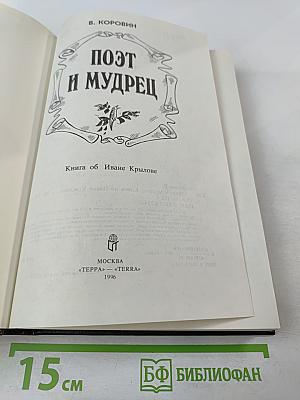 В. КОРОВИН
ПОЭТ
И МУДРЕЦ
Книга об Иване Крылове
МОСКВА
«ТЕРРА» — «TERRA»
1996
15 см
БФ БИБЛИОФАН